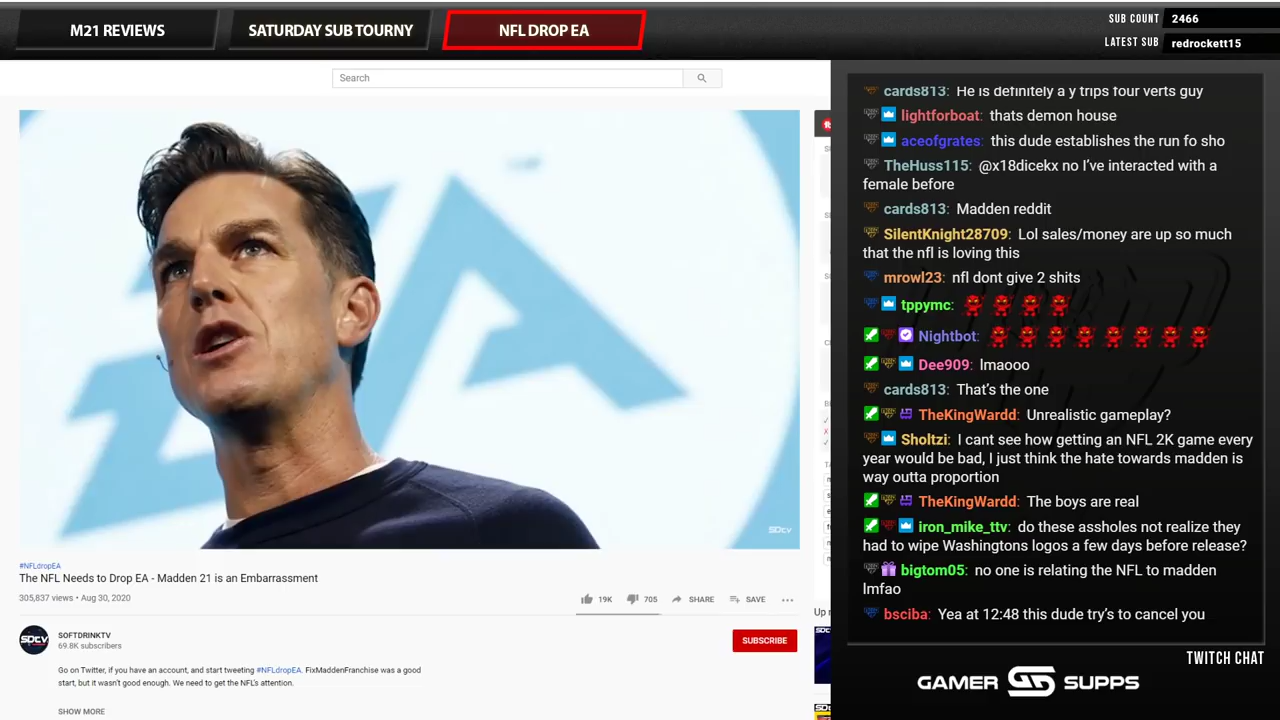 M21 REVIEWS
SATURDAY SUB TOURNY
NFL DROP EA
SUB COUNT 2466
LATEST SUB redrockett15
Search
SDTV
#NFLdropEA
The NFL Needs to Drop EA - Madden 21 is an Embarrassment
305,837 views • Aug 30, 2020
19K 705 SHARE SAVE ...
SDTV
SOFTDRINKTV
69.8K subscribers
SUBSCRIBE
Go on Twitter, if you have an account, and start tweeting #NFLdropEA. FixMaddenFranchise was a good
start, but it wasn't good enough. We need to get the NFL's attention.
SHOW MORE
cards813: He is definitely a y trips four verts guy
lightforboat: thats demon house
aceofgrates: this dude establishes the run fo sho
TheHuss115: @x18dicekx no I've interacted with a
female before
cards813: Madden reddit
SilentKnight28709: Lol sales/money are up so much
that the nfl is loving this
mrowl23: nfl dont give 2 shits
tppymc:
Nightbot:
Dee909: lmaooo
cards813: That's the one
TheKingWardd: Unrealistic gameplay?
Sholtzi: I cant see how getting an NFL 2K game every
year would be bad, I just think the hate towards madden is
way outta proportion
TheKingWardd: The boys are real
iron_mike_ttv: do these assholes not realize they
had to wipe Washingtons logos a few days before release?
bigtom05: no one is relating the NFL to madden
lmfao
bsciba: Yea at 12:48 this dude try's to cancel you
TWITCH CHAT
GAMER SUPPS